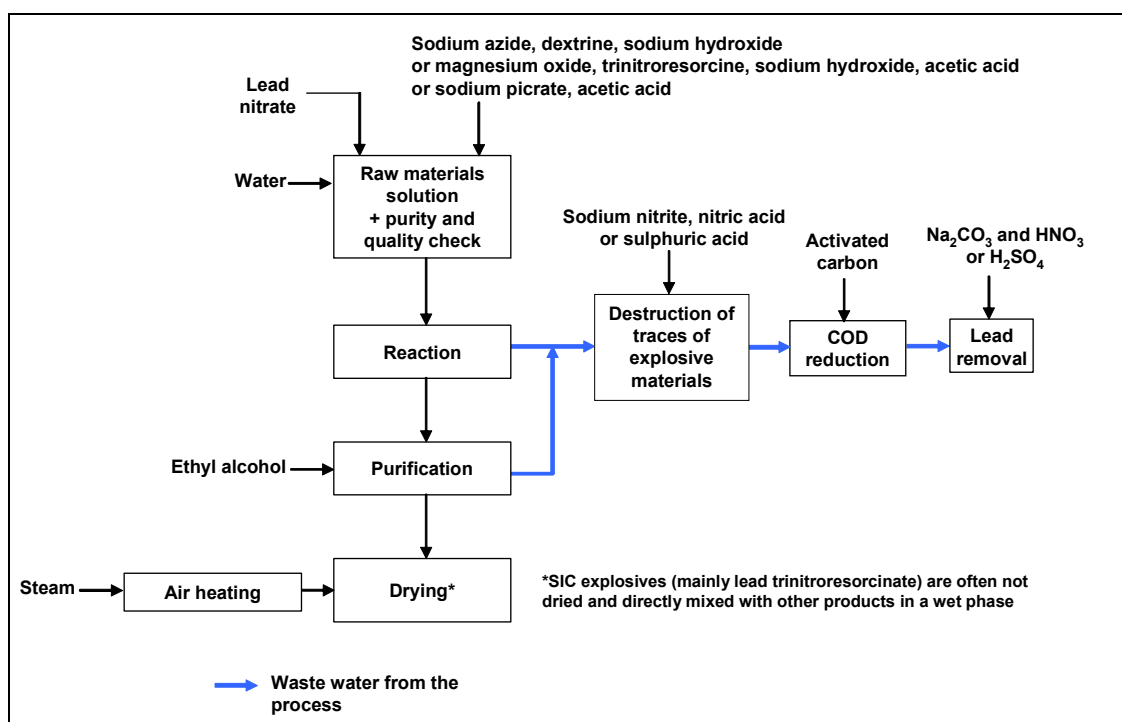 Sodium azide, dextrine, sodium hydroxide
or magnesium oxide, trinitroresorcine, sodium hydroxide, acetic acid
or sodium picrate, acetic acid
Lead
nitrate
Water
Raw materials
solution
+ purity and
quality check
Sodium nitrite, nitric acid
or sulphuric acid
Activated
carbon
Na₂CO₃ and HNO₃
or H₂SO₄
Reaction
Destruction of
traces of
explosive
materials
COD
reduction
Lead
removal
Ethyl alcohol
Purification
Steam
Air heating
Drying*
*SIC explosives (mainly lead trinitroresorcinate) are often not
dried and directly mixed with other products in a wet phase
Waste water from the
process